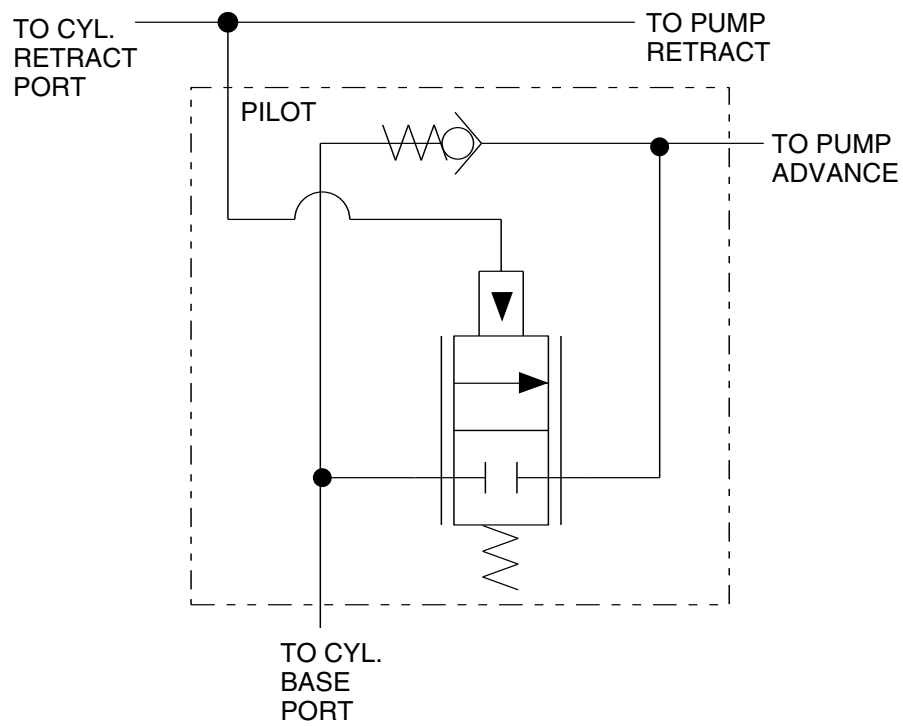 TO CYL.
RETRACT
PORT
TO PUMP
RETRACT
PILOT
TO PUMP
ADVANCE
TO CYL.
BASE
PORT